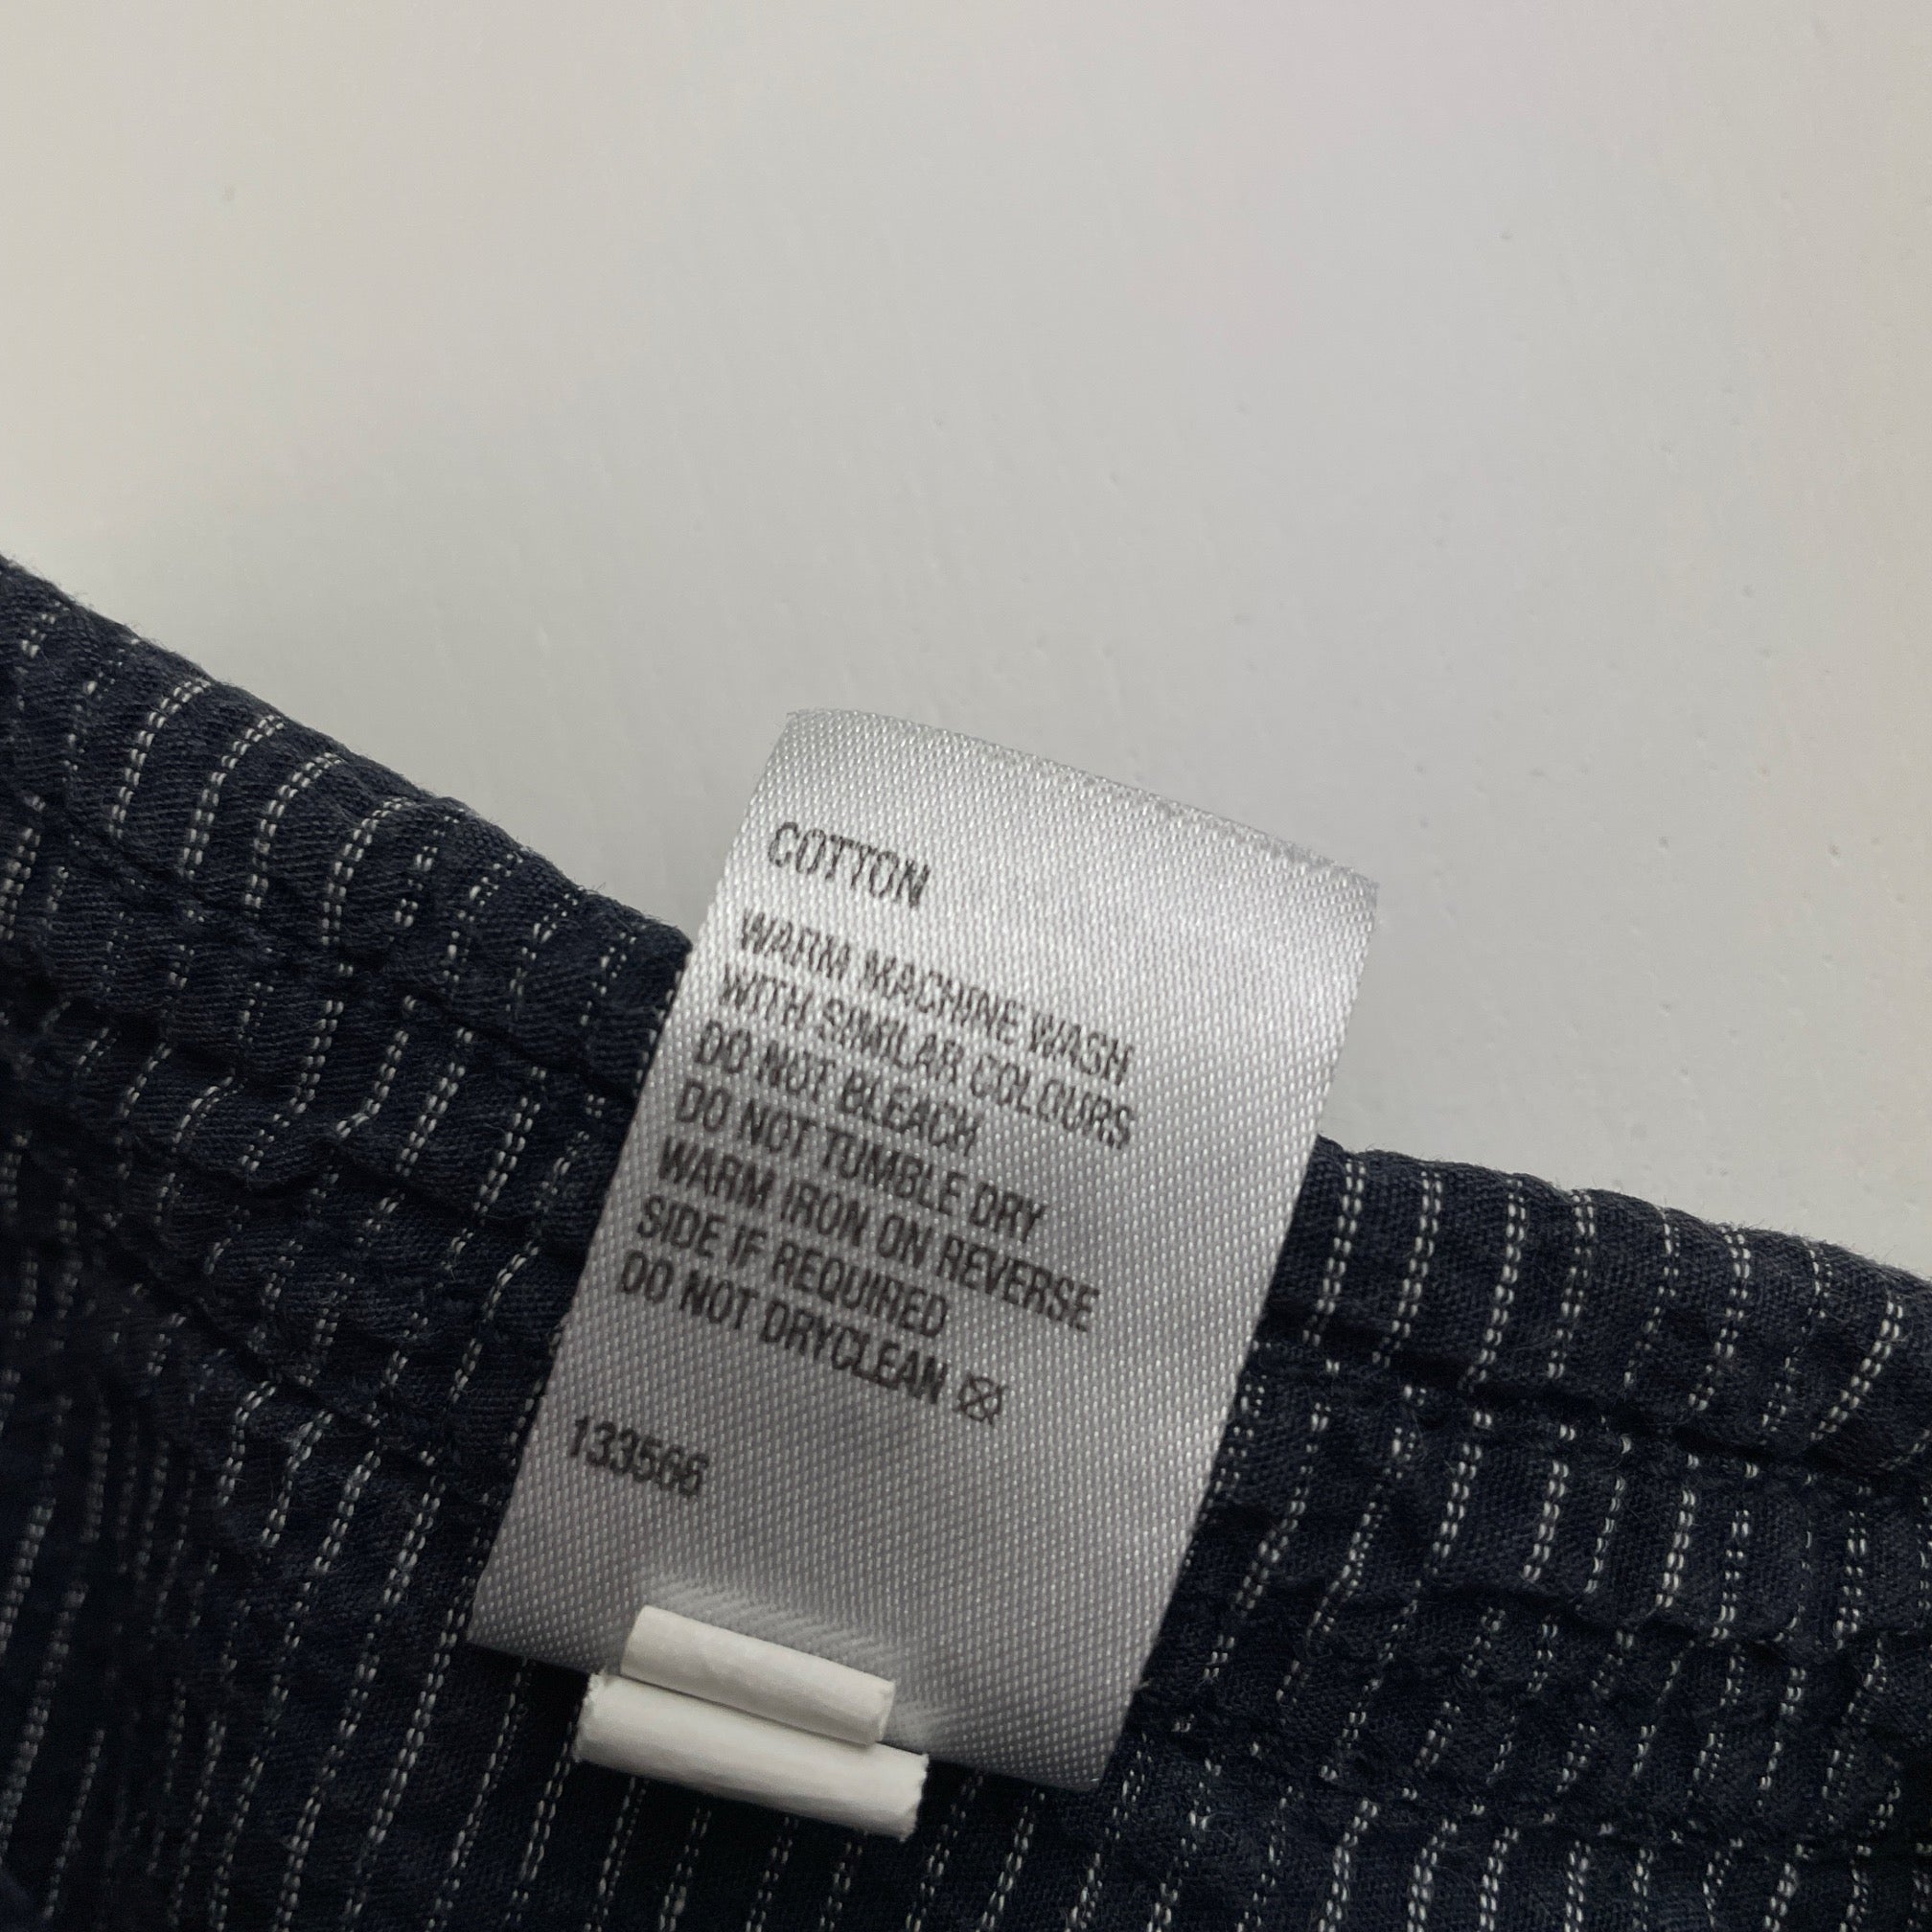 COTTON
WARM MACHINE WASH
WITH SIMILAR COLOURS
DO NOT BLEACH
DO NOT TUMBLE DRY
WARM IRON ON REVERSE
SIDE IF REQUIRED
DO NOT DRYCLEAN
133566